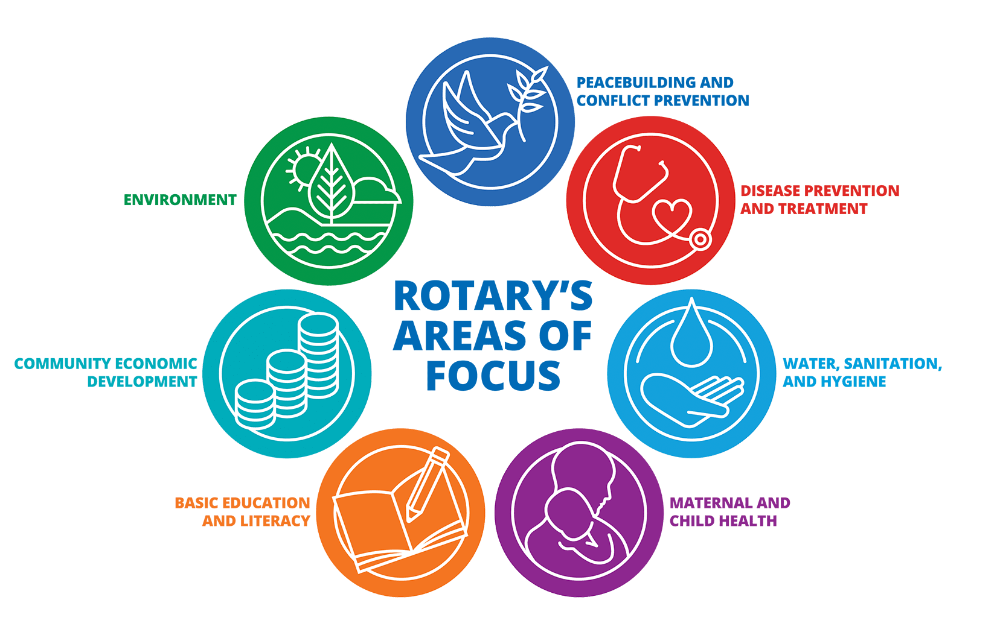 PEACEBUILDING AND
CONFLICT PREVENTION
DISEASE PREVENTION
AND TREATMENT
WATER, SANITATION,
AND HYGIENE
MATERNAL AND
CHILD HEALTH
BASIC EDUCATION
AND LITERACY
COMMUNITY ECONOMIC
DEVELOPMENT
ENVIRONMENT
ROTARY’S
AREAS OF
FOCUS